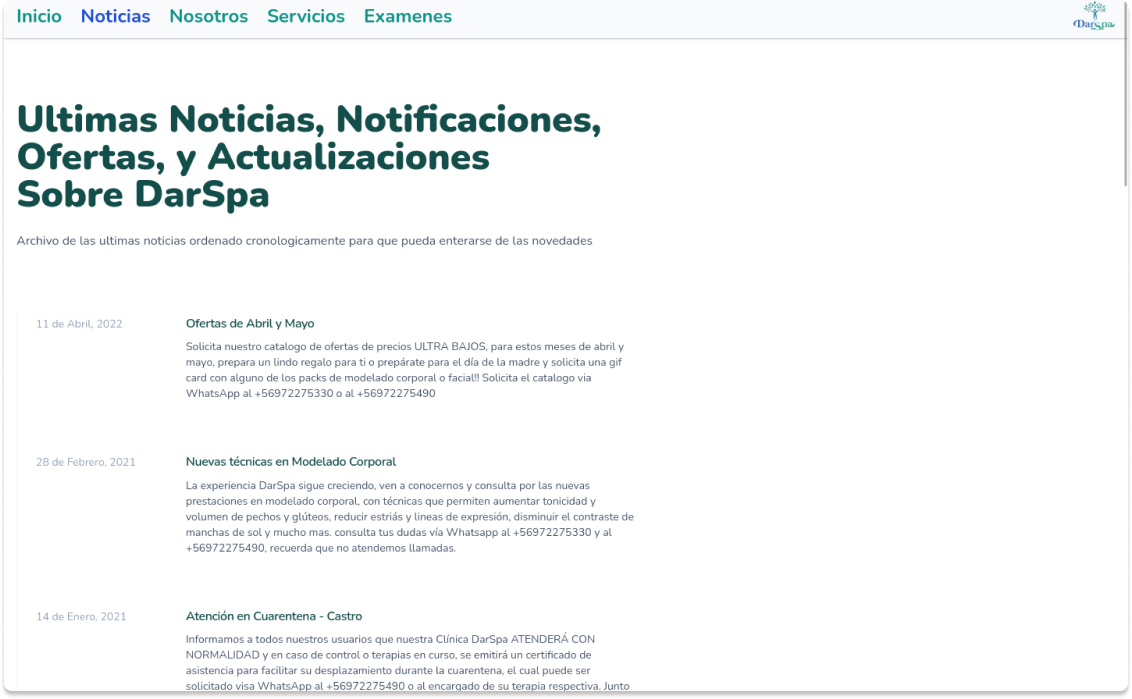 Inicio Noticias Nosotros Servicios Examenes DarSpa
Ultimas Noticias, Notificaciones,
Ofertas, y Actualizaciones
Sobre DarSpa
Archivo de las ultimas noticias ordenado cronologicamente para que pueda enterarse de las novedades
11 de Abril, 2022
Ofertas de Abril y Mayo
Solicita nuestro catalogo de ofertas de precios ULTRA BAJOS, para estos meses de abril y
mayo, prepara un lindo regalo para ti o prepárate para el día de la madre y solicita una gif
card con alguno de los packs de modelado corporal o facial!! Solicita el catalogo via
WhatsApp al +56972275330 o al +56972275490
28 de Febrero, 2021
Nuevas técnicas en Modelado Corporal
La experiencia DarSpa sigue creciendo, ven a conocernos y consulta por las nuevas
prestaciones en modelado corporal, con técnicas que permiten aumentar tonicidad y
volumen de pechos y glúteos, reducir estriás y lineas de expresión, disminuir el contraste de
manchas de sol y mucho mas. consulta tus dudas vía Whatsapp al +56972275330 y al
+56972275490, recuerda que no atendemos llamadas.
14 de Enero, 2021
Atención en Cuarentena - Castro
Informamos a todos nuestros usuarios que nuestra Clínica DarSpa ATENDERÁ CON
NORMALIDAD y en caso de control o terapias en curso, se emitirá un certificado de
asistencia para facilitar su desplazamiento durante la cuarentena, el cual puede ser
solicitado visa WhatsApp al +56972275490 o al encargado de su terapia respectiva. Junto